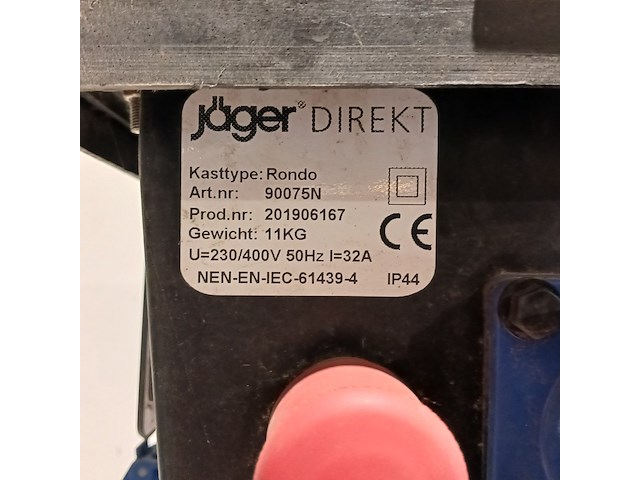 jäger® DIREKT
Kasttype: Rondo
Art.nr: 90075N
Prod.nr: 201906167
Gewicht: 11KG
CE
U=230/400V 50Hz I=32A
NEN-EN-IEC-61439-4 IP44